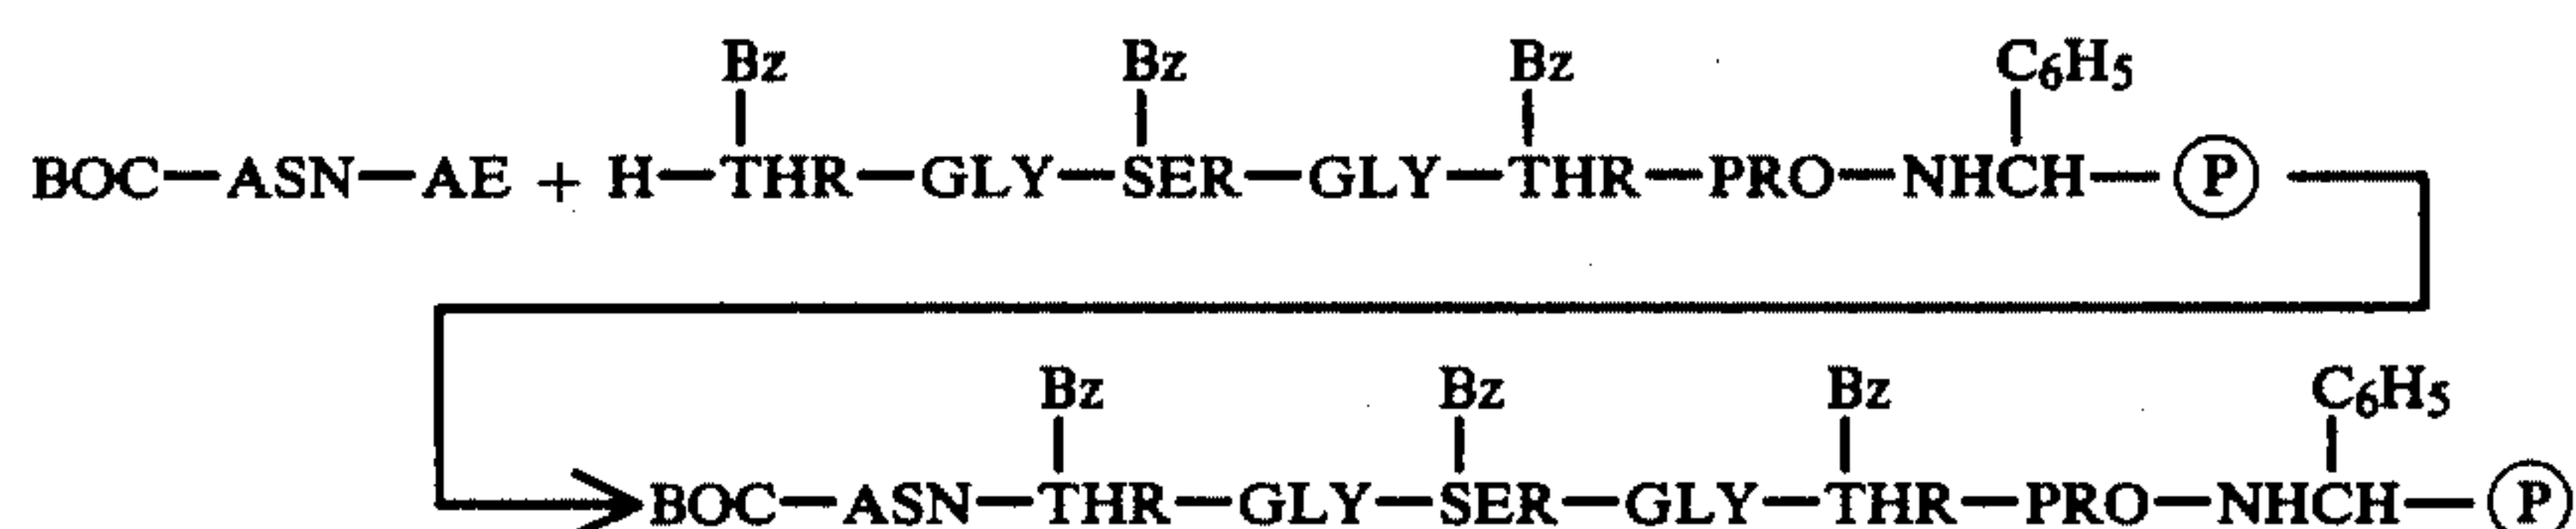 Bz Bz Bz C6H5
BOC—ASN—AE + H—THR—GLY—SER—GLY—THR—PRO—NHCH—P
Bz Bz Bz C6H5
BOC—ASN—THR—GLY—SER—GLY—THR—PRO—NHCH—P